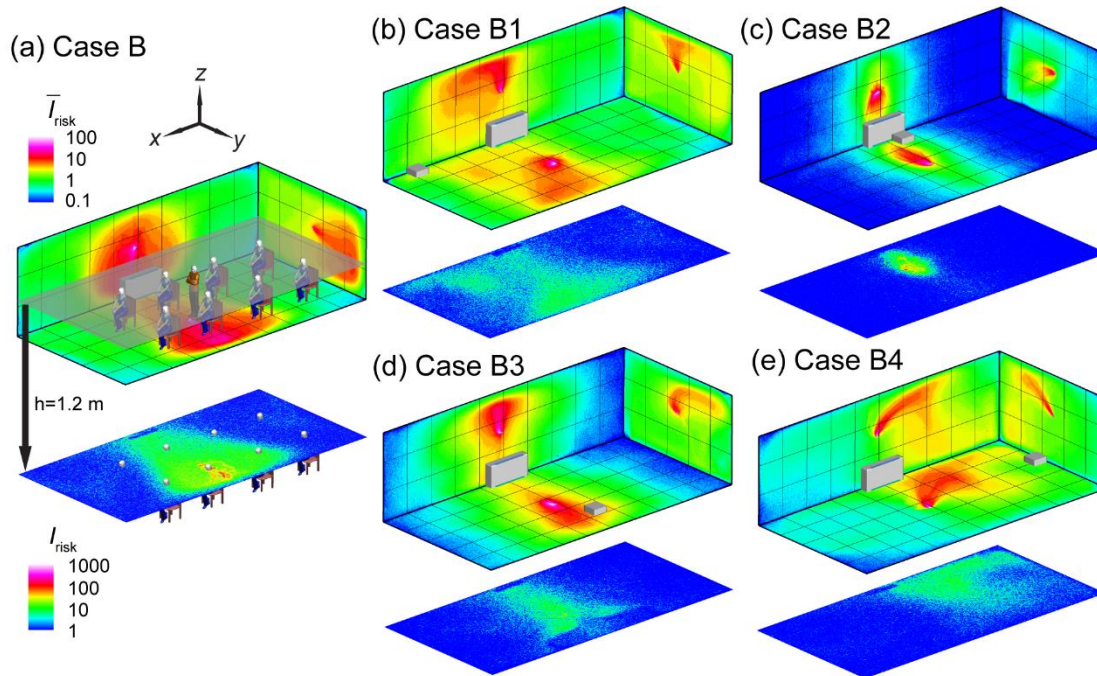 (a) Case B
I̅risk
100
10
1
0.1
z
x
y
h=1.2 m
Irisk
1000
100
10
1
(b) Case B1
(c) Case B2
(d) Case B3
(e) Case B4